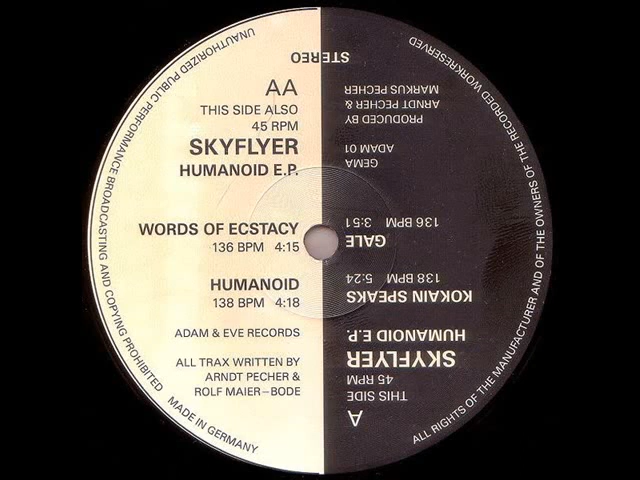 STEREO
AA
THIS SIDE ALSO
45 RPM
SKYFLYER
HUMANOID E.P.
WORDS OF ECSTACY
136 BPM 4:15
HUMANOID
138 BPM 4:18
ADAM & EVE RECORDS
ALL TRAX WRITTEN BY
ARNDT PECHER &
ROLF MAIER–BODE
A
THIS SIDE
45 RPM
SKYFLYER
HUMANOID E.P.
KOKAIN SPEAKS
138 BPM 5:24
GALE
136 BPM 3:51
GEMA
ADAM 01
PRODUCED BY
ARNDT PECHER &
MARKUS PECHER
ALL RIGHTS OF THE MANUFACTURER AND OF THE OWNERS OF THE RECORDED WORKRESERVED
UNAUTHORIZED PUBLIC PERFORMANCE BROADCASTING AND COPYING PROHIBITED
MADE IN GERMANY